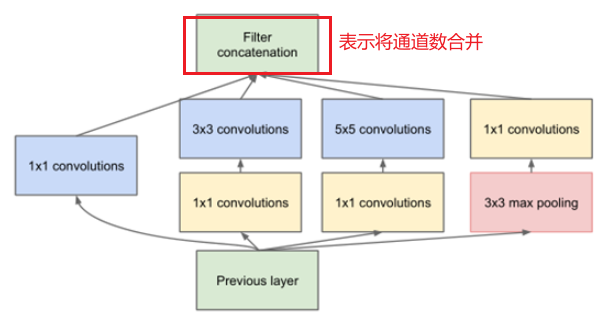 Filter
concatenation
表示将通道数合并
3x3 convolutions
5x5 convolutions
1x1 convolutions
1x1 convolutions
1x1 convolutions
1x1 convolutions
3x3 max pooling
Previous layer